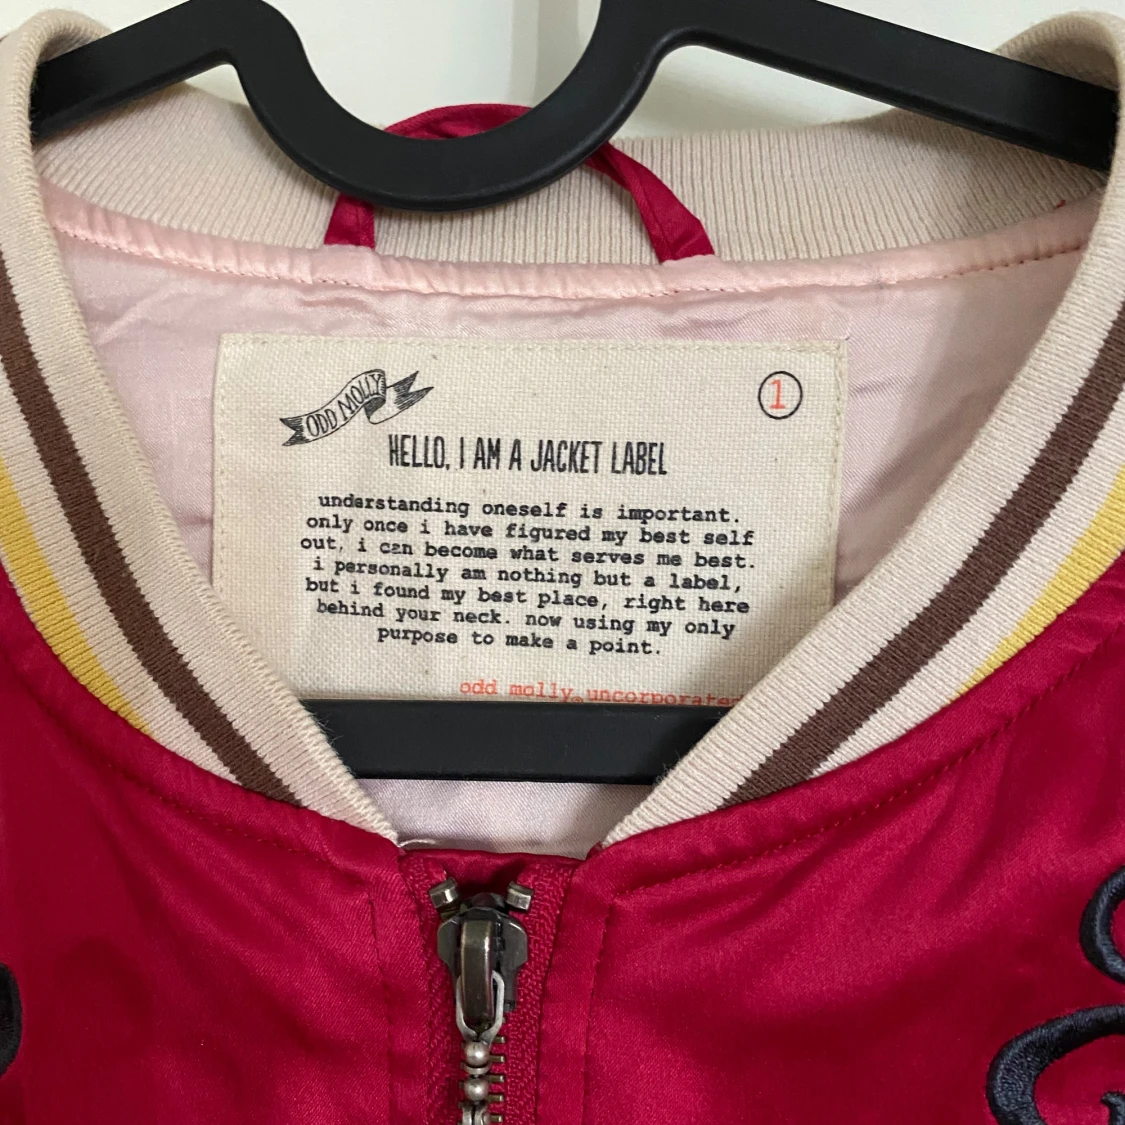 ODD MOLLY
1
HELLO, I AM A JACKET LABEL
understanding oneself is important.
only once i have figured my best self
out, i can become what serves me best.
i personally am nothing but a label,
but i found my best place, right here
behind your neck. now using my only
purpose to make a point.
odd molly uncorporated